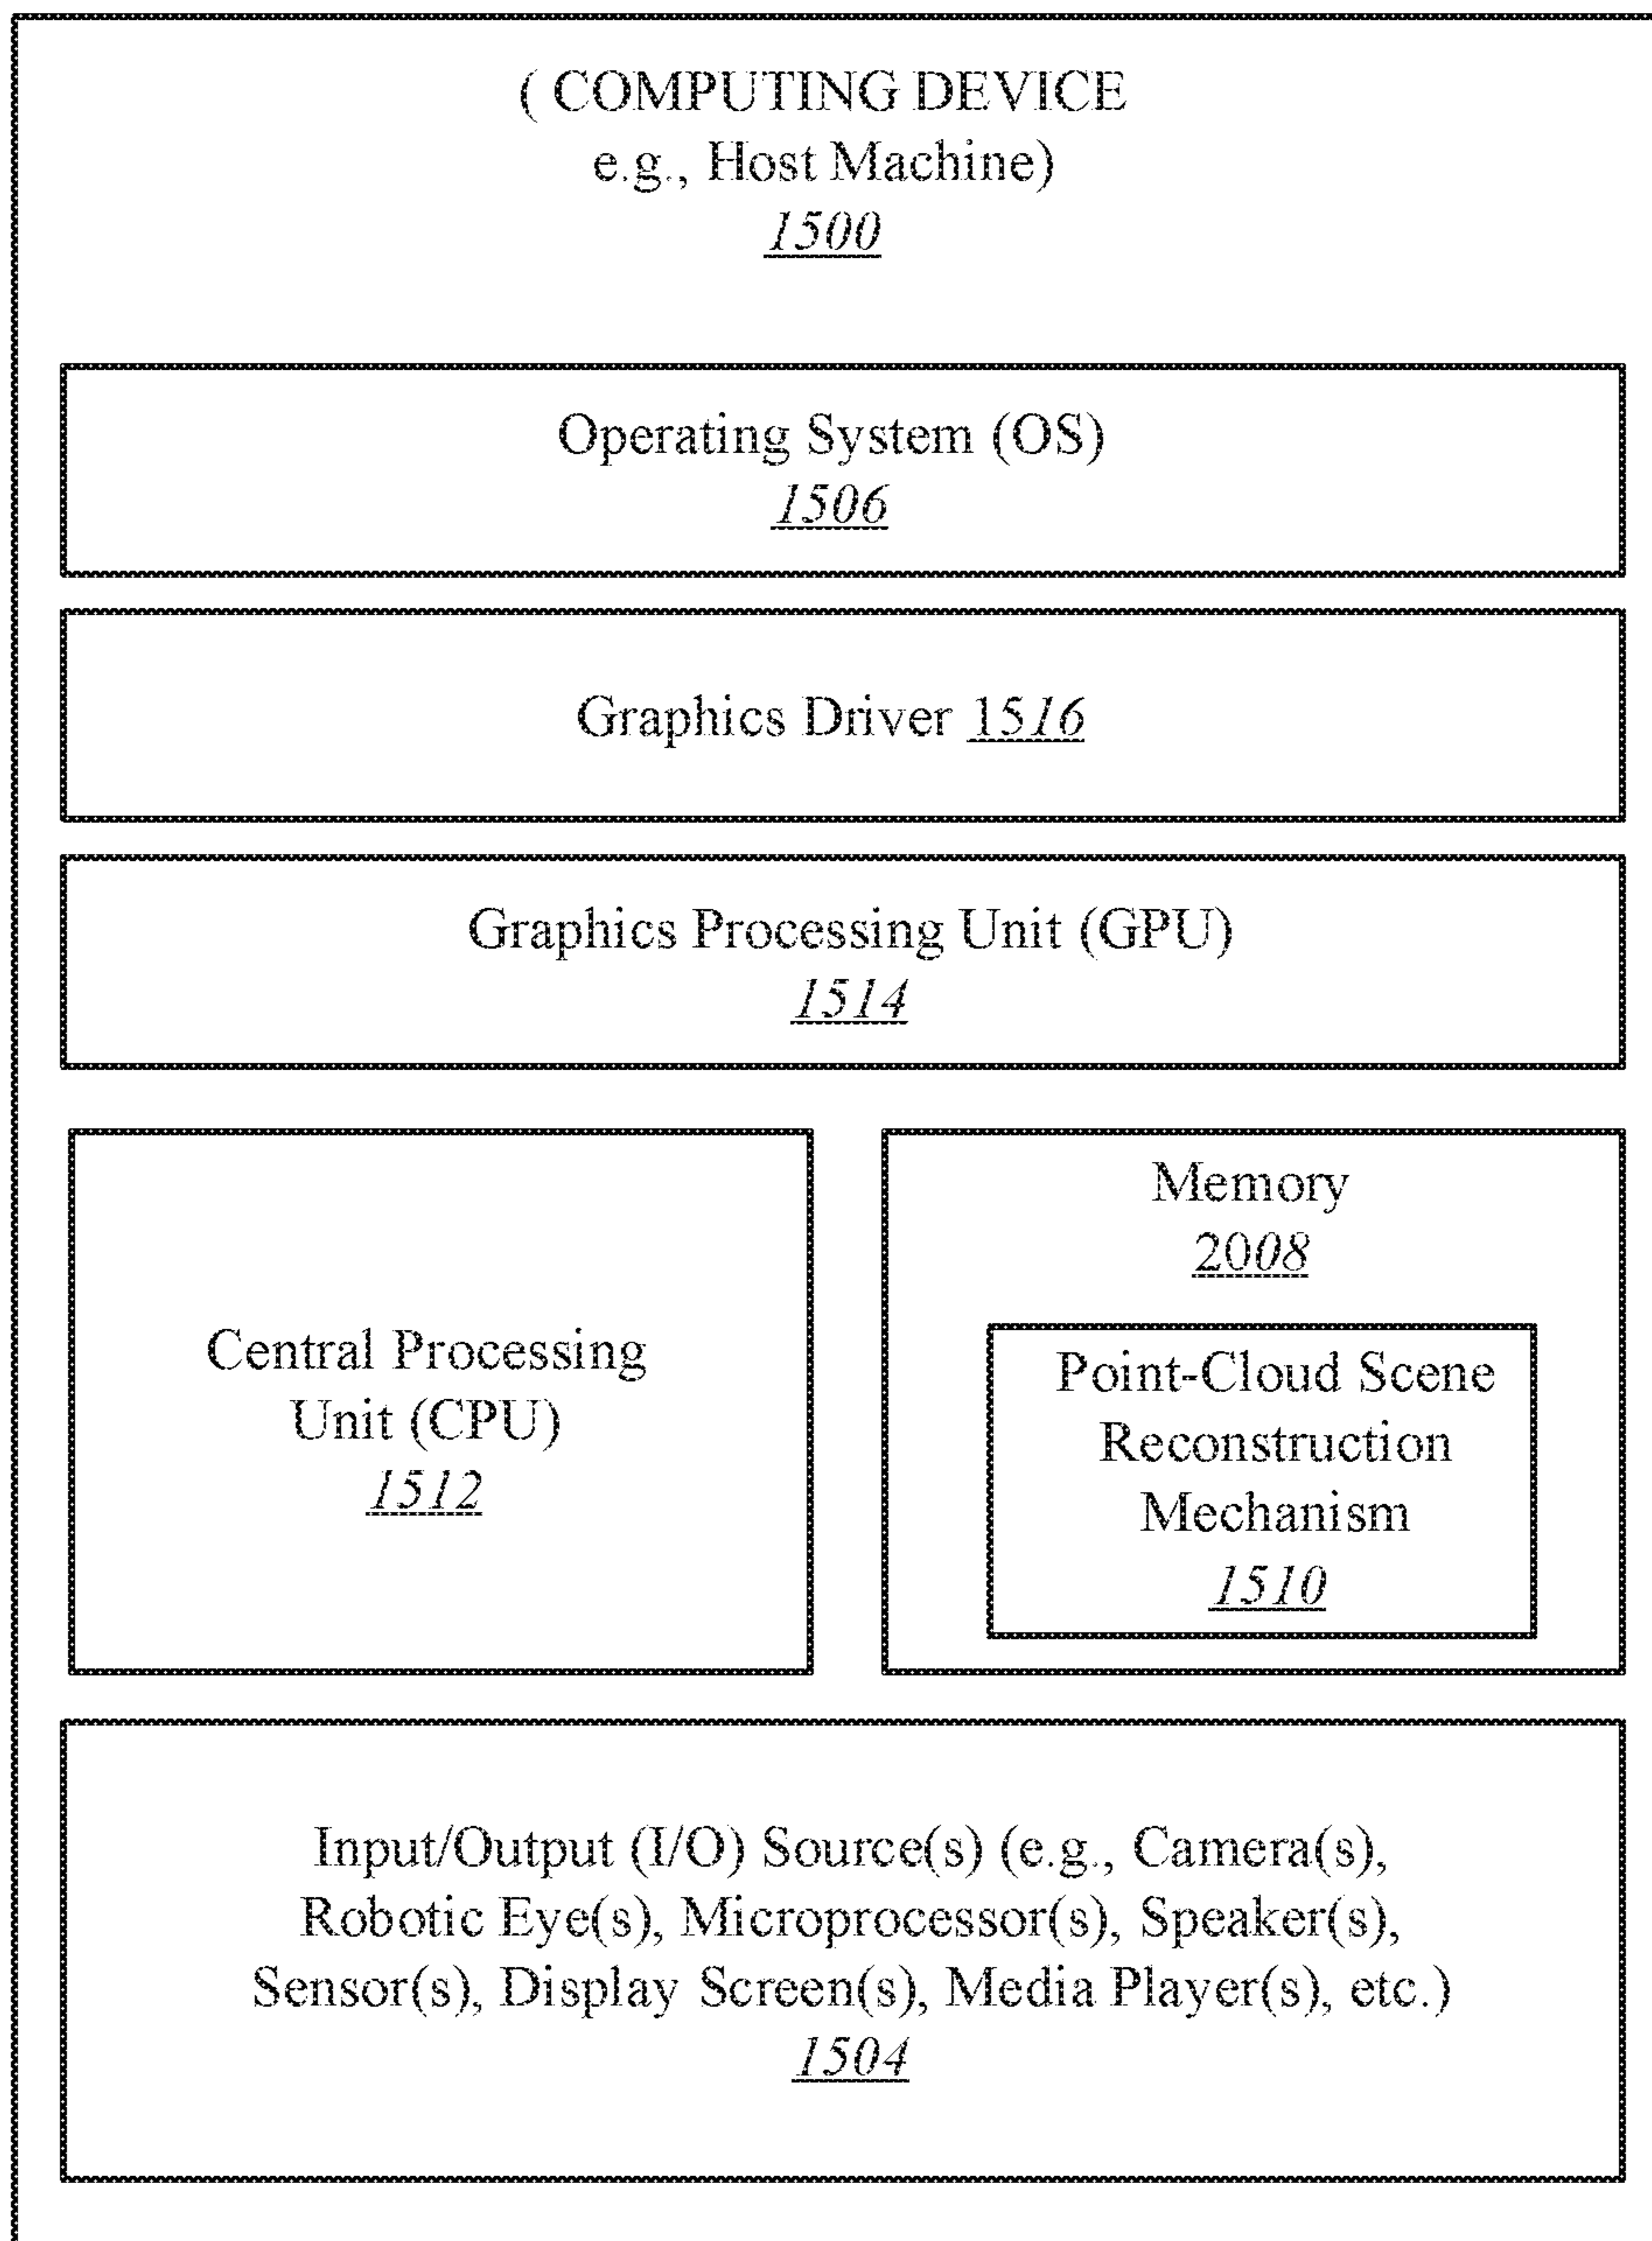 ( COMPUTING DEVICE
e.g., Host Machine)
1500
Operating System (OS)
1506
Graphics Driver 1516
Graphics Processing Unit (GPU)
1514
Central Processing
Unit (CPU)
1512
Memory
2008
Point-Cloud Scene
Reconstruction
Mechanism
1510
Input/Output (I/O) Source(s) (e.g., Camera(s),
Robotic Eye(s), Microprocessor(s), Speaker(s),
Sensor(s), Display Screen(s), Media Player(s), etc.)
1504